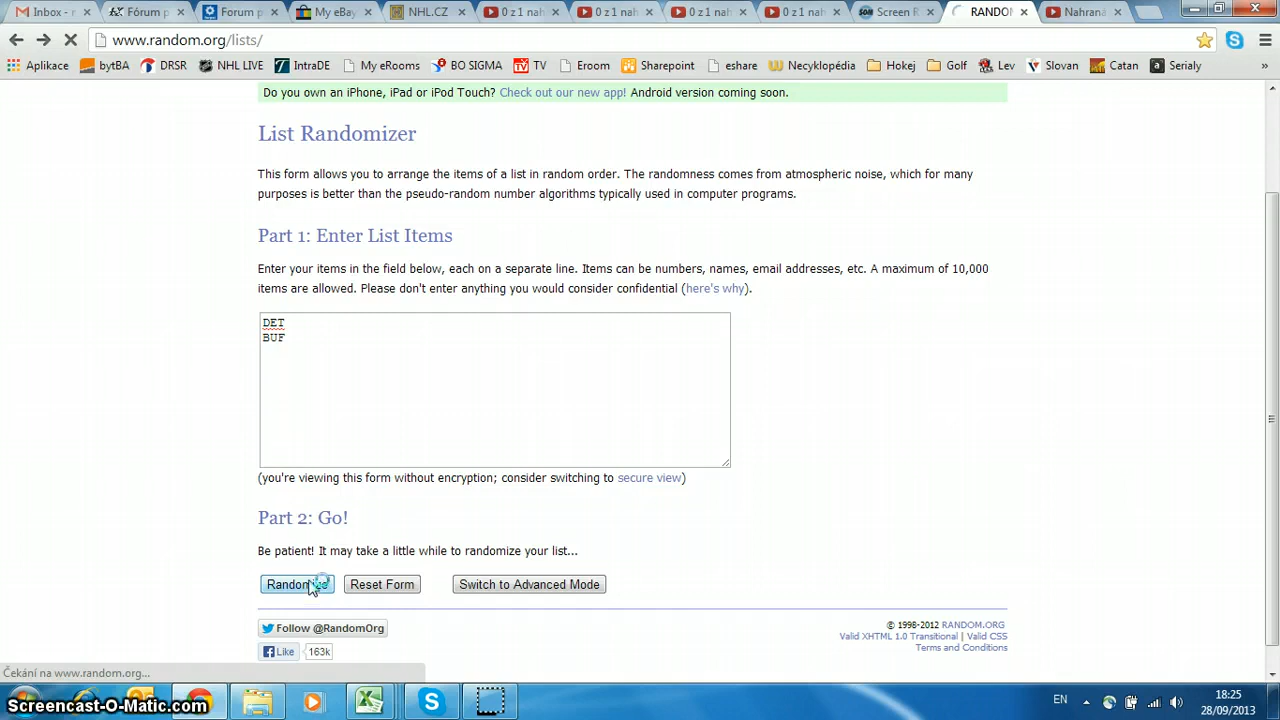 Inbox - r
Fórum p
Forum p
My eBay
NHL.CZ
0 z 1 nah
0 z 1 nah
0 z 1 nah
0 z 1 nah
Screen R
RANDO
Nahraná
www.random.org/lists/
Aplikace
bytBA
DRSR
NHL LIVE
IntraDE
My eRooms
BO SIGMA
TV
Eroom
Sharepoint
eshare
Necyklopédia
Hokej
Golf
Lev
Slovan
Catan
Serialy
»
Do you own an iPhone, iPad or iPod Touch? Check out our new app! Android version coming soon.
List Randomizer
This form allows you to arrange the items of a list in random order. The randomness comes from atmospheric noise, which for many
purposes is better than the pseudo-random number algorithms typically used in computer programs.
Part 1: Enter List Items
Enter your items in the field below, each on a separate line. Items can be numbers, names, email addresses, etc. A maximum of 10,000
items are allowed. Please don't enter anything you would consider confidential (here's why).
DET
BUF
(you're viewing this form without encryption; consider switching to secure view)
Part 2: Go!
Be patient! It may take a little while to randomize your list...
Reset Form
Switch to Advanced Mode
Follow @RandomOrg
Like
163k
© 1998-2012 RANDOM.ORG
Valid XHTML 1.0 Transitional | Valid CSS
Terms and Conditions
Čekání na www.random.org...
Screencast-O-Matic.com
EN
18:25
28/09/2013